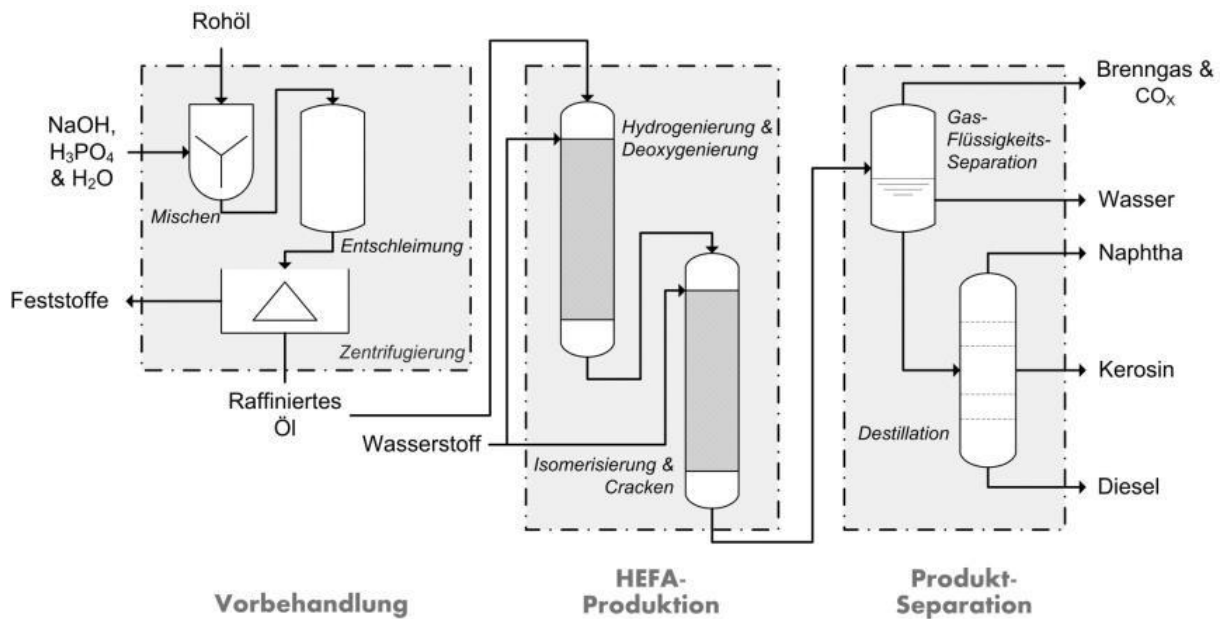 Rohöl
NaOH,
H₃PO₄
& H₂O
Mischen
Entschleimung
Feststoffe
Zentrifugierung
Raffiniertes
Öl
Wasserstoff
Hydrogenierung &
Deoxygenierung
Isomerisierung &
Cracken
Gas-
Flüssigkeits-
Separation
Destillation
Brenngas &
COₓ
Wasser
Naphtha
Kerosin
Diesel
Vorbehandlung
HEFA-
Produktion
Produkt-
Separation